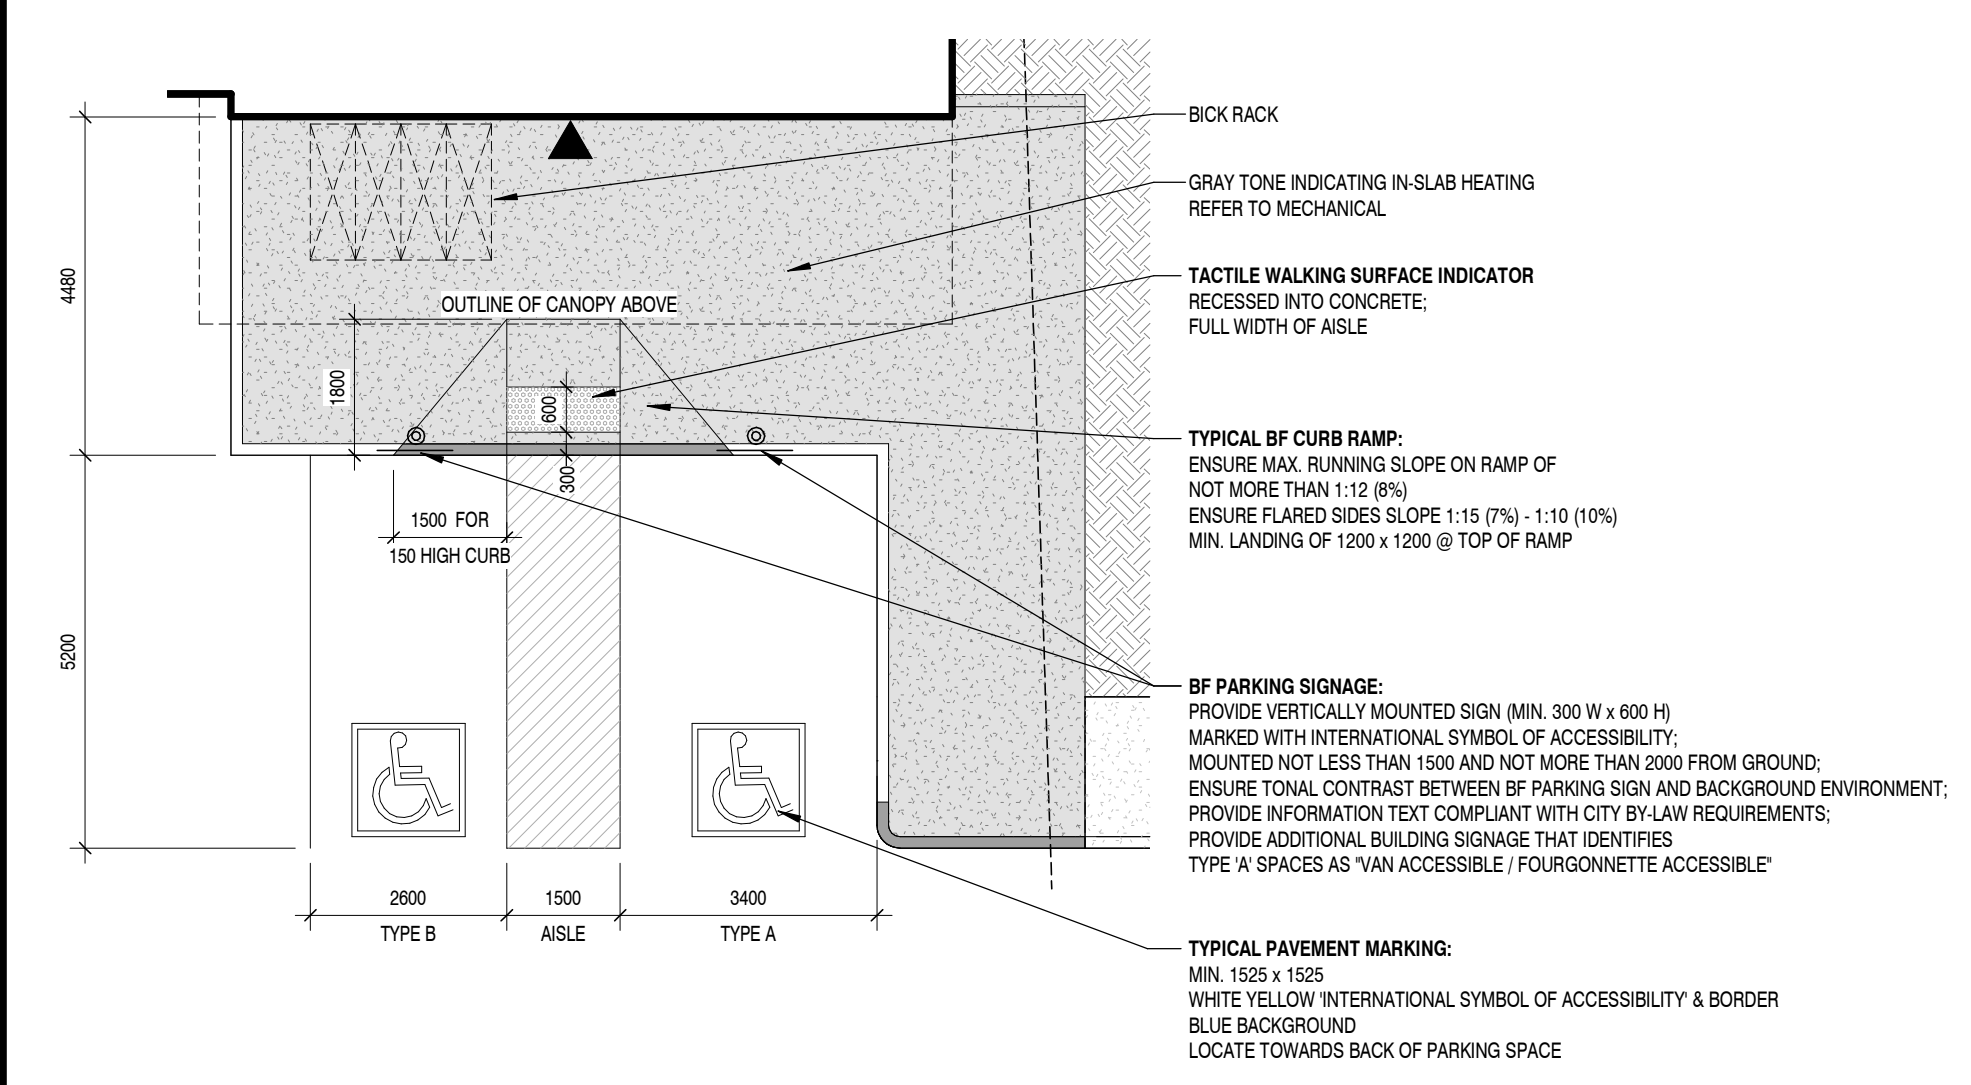 BICK RACK
GRAY TONE INDICATING IN-SLAB HEATING
REFER TO MECHANICAL
TACTILE WALKING SURFACE INDICATOR
RECESSED INTO CONCRETE;
FULL WIDTH OF AISLE
4480
OUTLINE OF CANOPY ABOVE
1800
600
300
1500 FOR
150 HIGH CURB
TYPICAL BF CURB RAMP:
ENSURE MAX. RUNNING SLOPE ON RAMP OF
NOT MORE THAN 1:12 (8%)
ENSURE FLARED SIDES SLOPE 1:15 (7%) - 1:10 (10%)
MIN. LANDING OF 1200 x 1200 @ TOP OF RAMP
5200
BF PARKING SIGNAGE:
PROVIDE VERTICALLY MOUNTED SIGN (MIN. 300 W x 600 H)
MARKED WITH INTERNATIONAL SYMBOL OF ACCESSIBILITY;
MOUNTED NOT LESS THAN 1500 AND NOT MORE THAN 2000 FROM GROUND;
ENSURE TONAL CONTRAST BETWEEN BF PARKING SIGN AND BACKGROUND ENVIRONMENT;
PROVIDE INFORMATION TEXT COMPLIANT WITH CITY BY-LAW REQUIREMENTS;
PROVIDE ADDITIONAL BUILDING SIGNAGE THAT IDENTIFIES
TYPE 'A' SPACES AS "VAN ACCESSIBLE / FOURGONNETTE ACCESSIBLE"
2600
1500
3400
TYPE B
AISLE
TYPE A
TYPICAL PAVEMENT MARKING:
MIN. 1525 x 1525
WHITE YELLOW 'INTERNATIONAL SYMBOL OF ACCESSIBILITY' & BORDER
BLUE BACKGROUND
LOCATE TOWARDS BACK OF PARKING SPACE